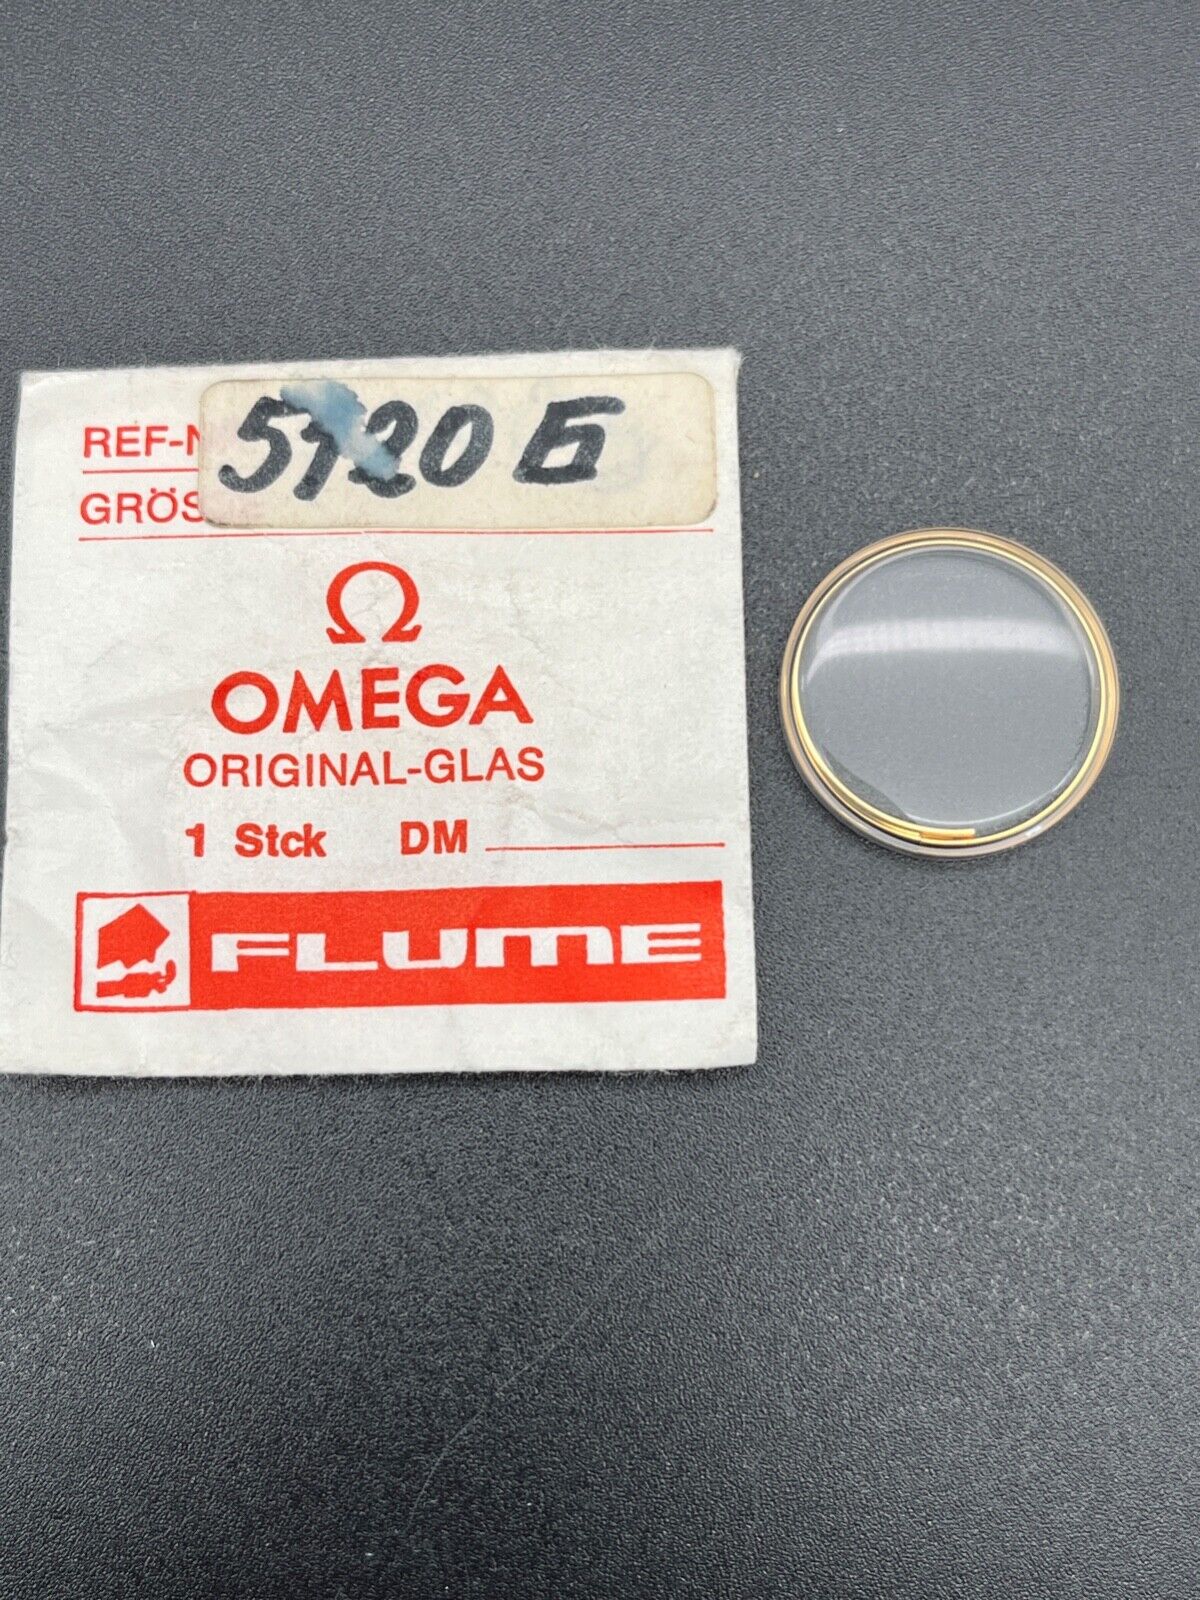 REF-N
5120 G
GRÖS
Ω
OMEGA
ORIGINAL-GLAS
1 Stck DM
FLUME